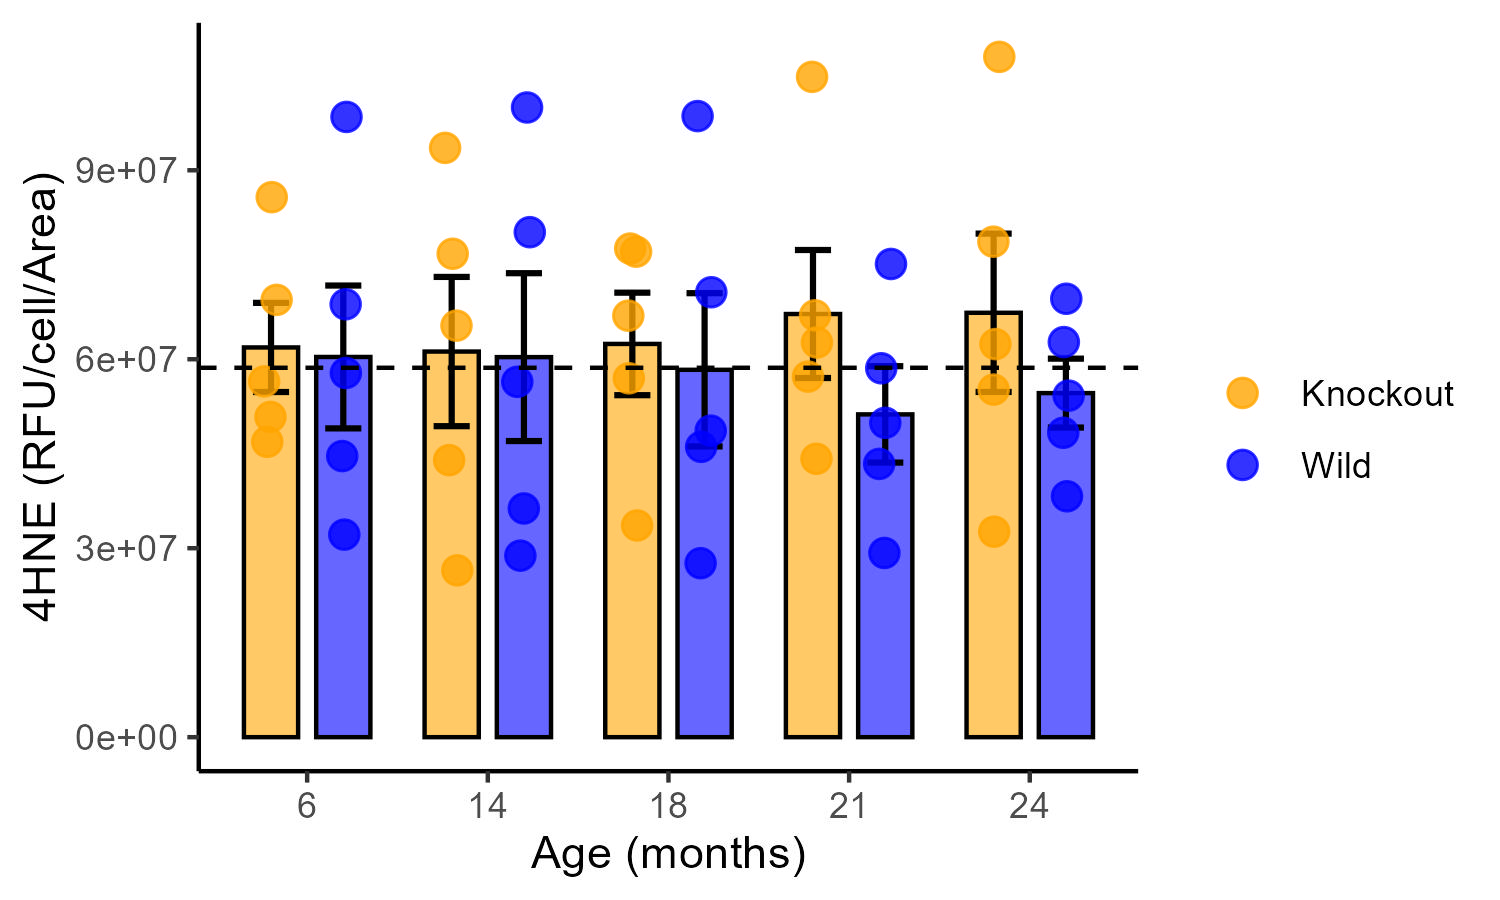 4HNE (RFU/cell/Area)
9e+07
6e+07
3e+07
0e+00
6 14 18 21 24
Age (months)
Knockout
Wild